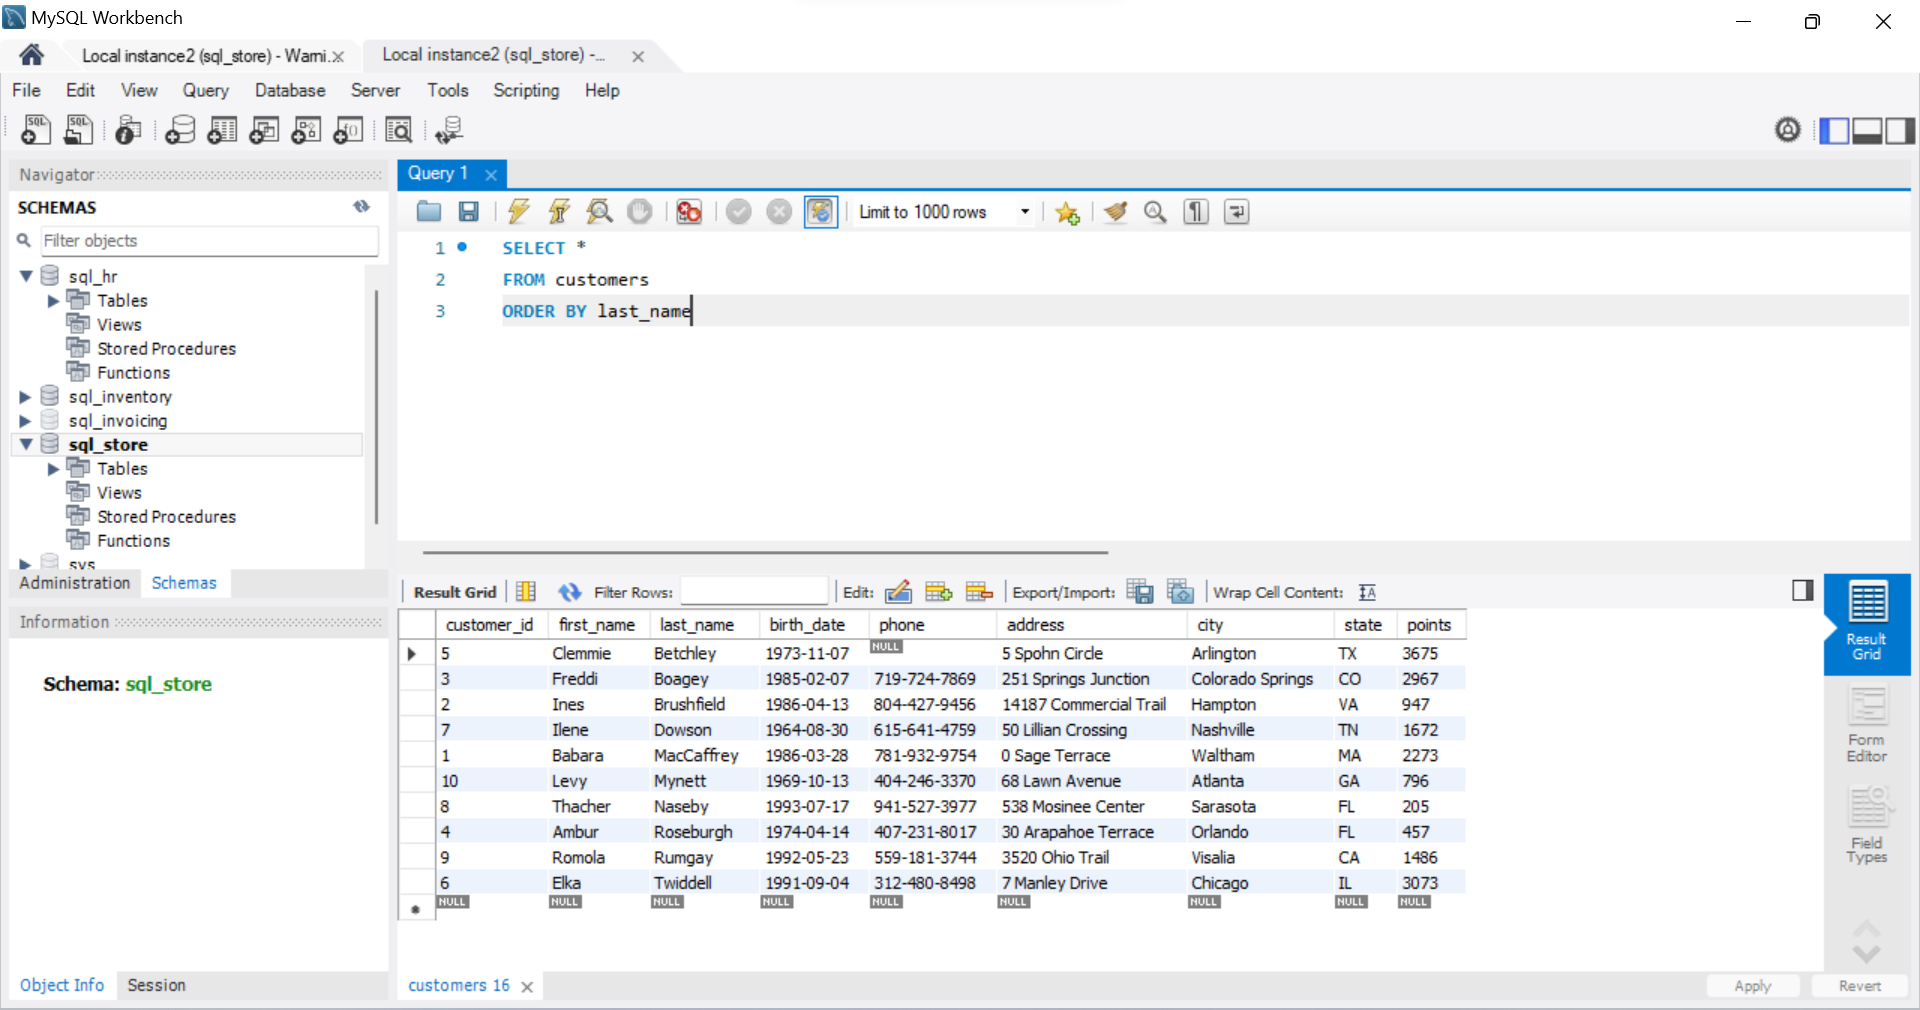 MySQL Workbench
Local instance2 (sql_store) - Warni... Local instance2 (sql_store) -...
File Edit View Query Database Server Tools Scripting Help
Navigator
SCHEMAS
Filter objects
sql_hr
Tables
Views
Stored Procedures
Functions
sql_inventory
sql_invoicing
sql_store
Tables
Views
Stored Procedures
Functions
sys
Administration Schemas
Information
Schema: sql_store
Object Info Session
Query 1
Limit to 1000 rows
1 SELECT *
2 FROM customers
3 ORDER BY last_name
Result Grid Filter Rows: Edit: Export/Import: Wrap Cell Content: IA
customer_id first_name last_name birth_date phone address city state points
5 Clemmie Betchley 1973-11-07 NULL 5 Spohn Circle Arlington TX 3675
3 Freddi Boagey 1985-02-07 719-724-7869 251 Springs Junction Colorado Springs CO 2967
2 Ines Brushfield 1986-04-13 804-427-9456 14187 Commercial Trail Hampton VA 947
7 Ilene Dowson 1964-08-30 615-641-4759 50 Lillian Crossing Nashville TN 1672
1 Babara MacCaffrey 1986-03-28 781-932-9754 0 Sage Terrace Waltham MA 2273
10 Levy Mynett 1969-10-13 404-246-3370 68 Lawn Avenue Atlanta GA 796
8 Thacher Naseby 1993-07-17 941-527-3977 538 Mosinee Center Sarasota FL 205
4 Ambur Roseburgh 1974-04-14 407-231-8017 30 Arapahoe Terrace Orlando FL 457
9 Romola Rumgay 1992-05-23 559-181-3744 3520 Ohio Trail Visalia CA 1486
6 Elka Twiddell 1991-09-04 312-480-8498 7 Manley Drive Chicago IL 3073
NULL NULL NULL NULL NULL NULL NULL NULL NULL
Result
Grid
Form
Editor
Field
Types
customers 16
Apply Revert